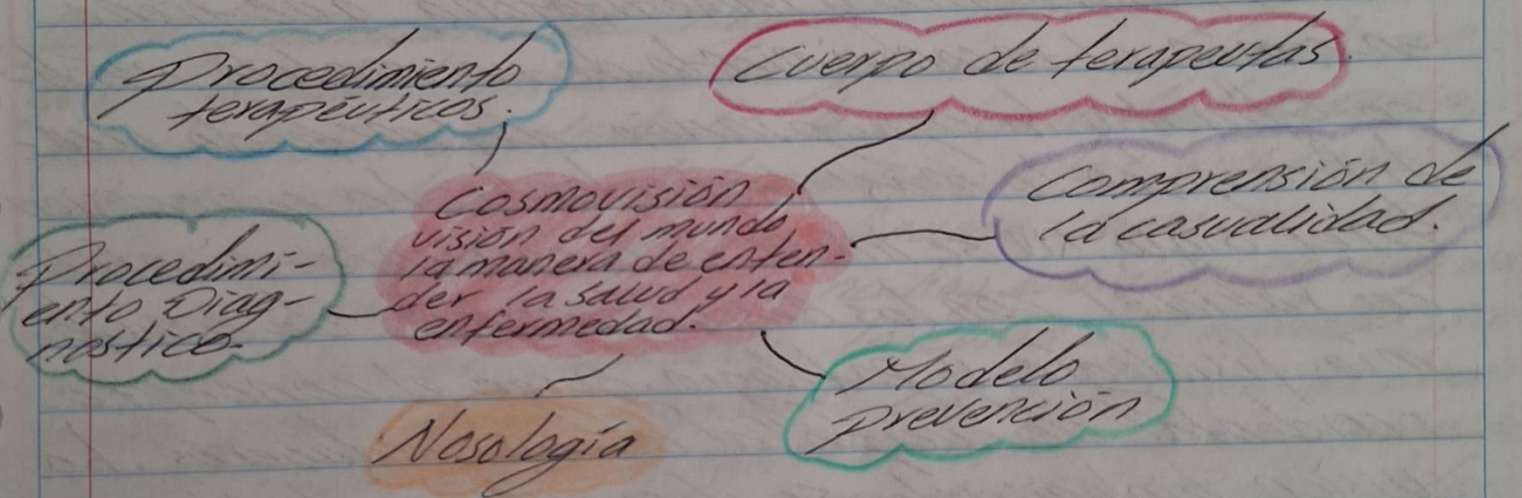 Procedimiento
terapéuticos.
Cuerpo de terapeutas.
Comprensión de
la casualidad.
Cosmovisión
visión del mundo
la manera de enten-
der la salud y la
enfermedad.
Procedimi-
ento Diag-
nostico.
Modelo
prevención
Nosología